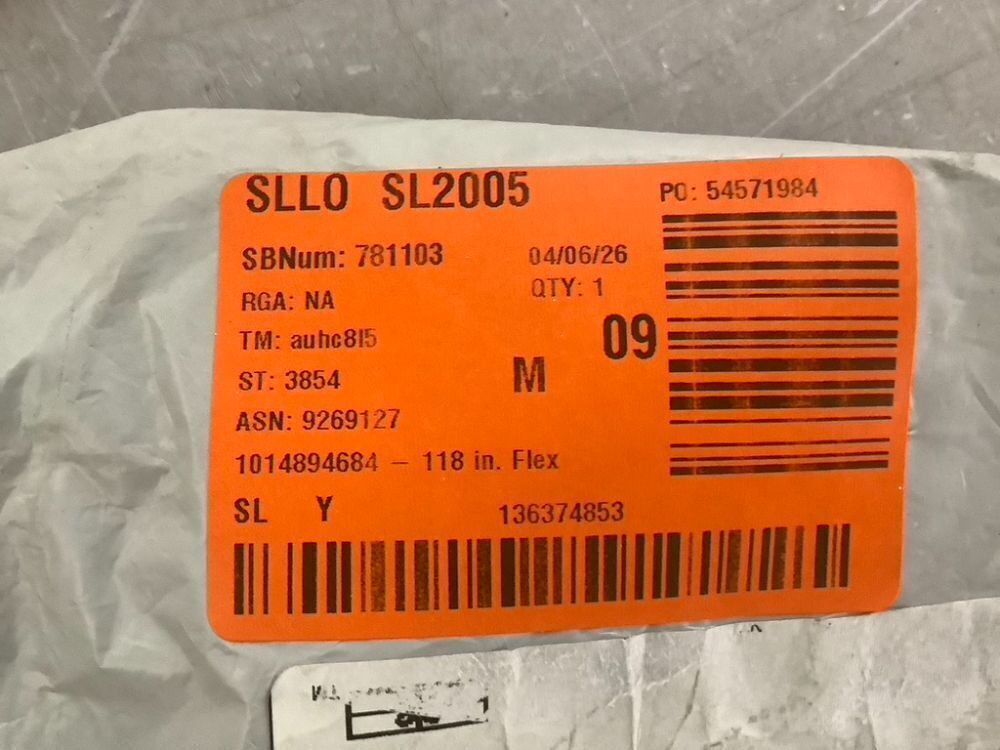 SLLO SL2005
PO: 54571984
SBNum: 781103
04/06/26
RGA: NA
QTY: 1
TM: auhc8l5
09
ST: 3854
M
ASN: 9269127
1014894684 – 118 in. Flex
SL Y
136374853